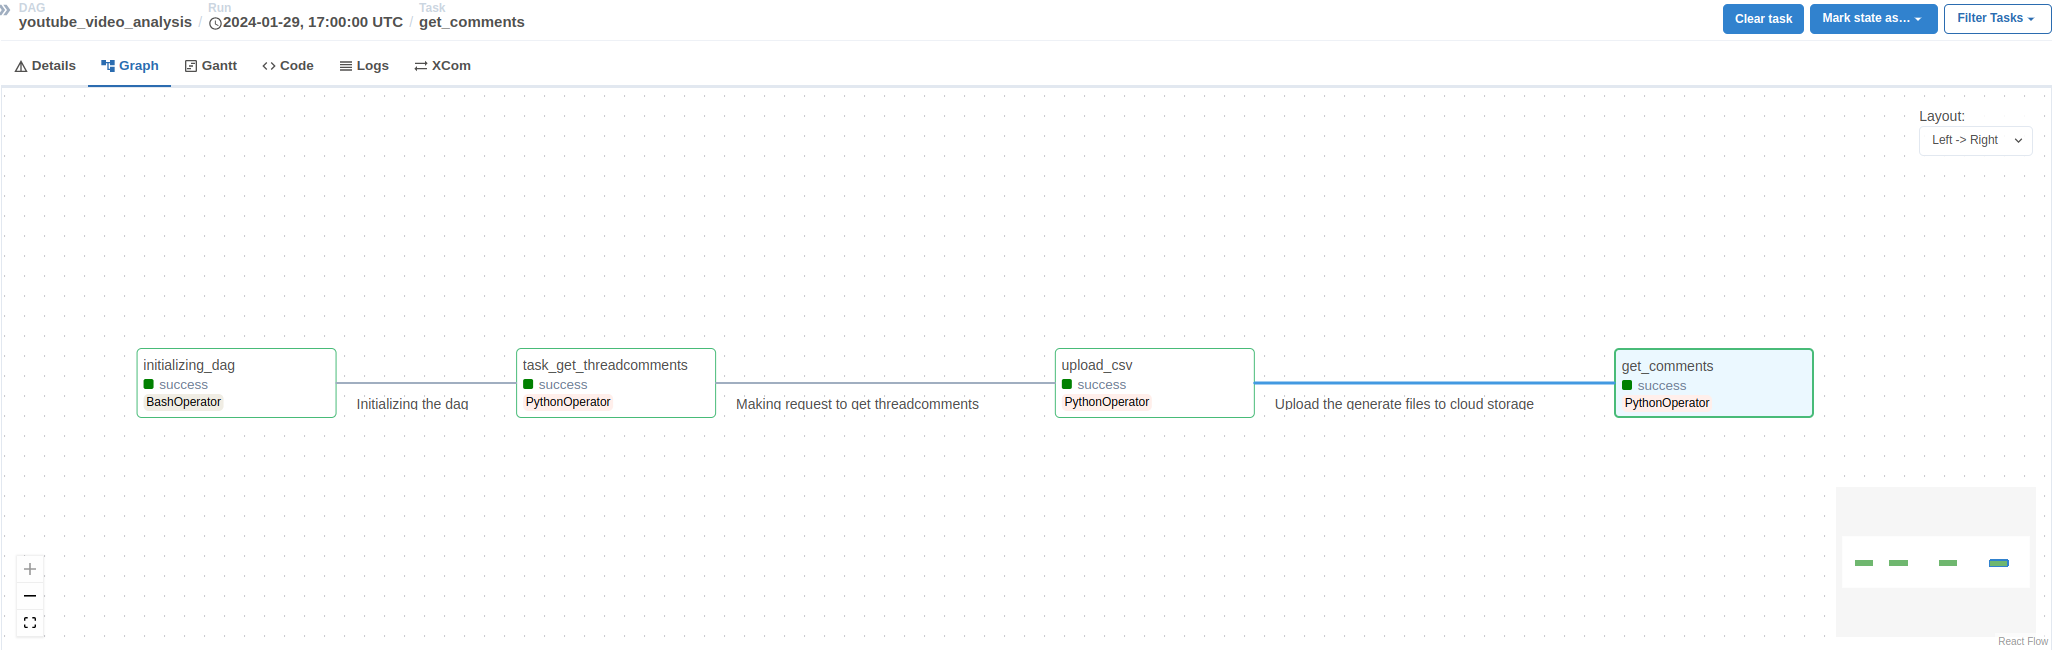 DAG
youtube_video_analysis
/
Run
2024-01-29, 17:00:00 UTC
/
Task
get_comments
Clear task
Mark state as...
Filter Tasks
Details
Graph
Gantt
Code
Logs
XCom
Layout:
Left -> Right
initializing_dag
success
BashOperator
Initializing the dag
task_get_threadcomments
success
PythonOperator
Making request to get threadcomments
upload_csv
success
PythonOperator
Upload the generate files to cloud storage
get_comments
success
PythonOperator
React Flow